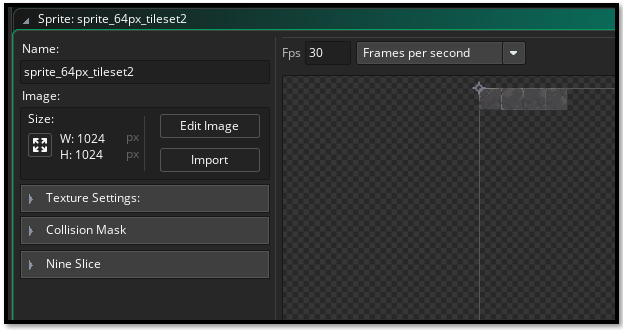 Sprite: sprite_64px_tileset2
Name:
sprite_64px_tileset2
Image:
Size:
W: 1024 px
H: 1024 px
Edit Image
Import
Texture Settings:
Collision Mask
Nine Slice
Fps 30 Frames per second